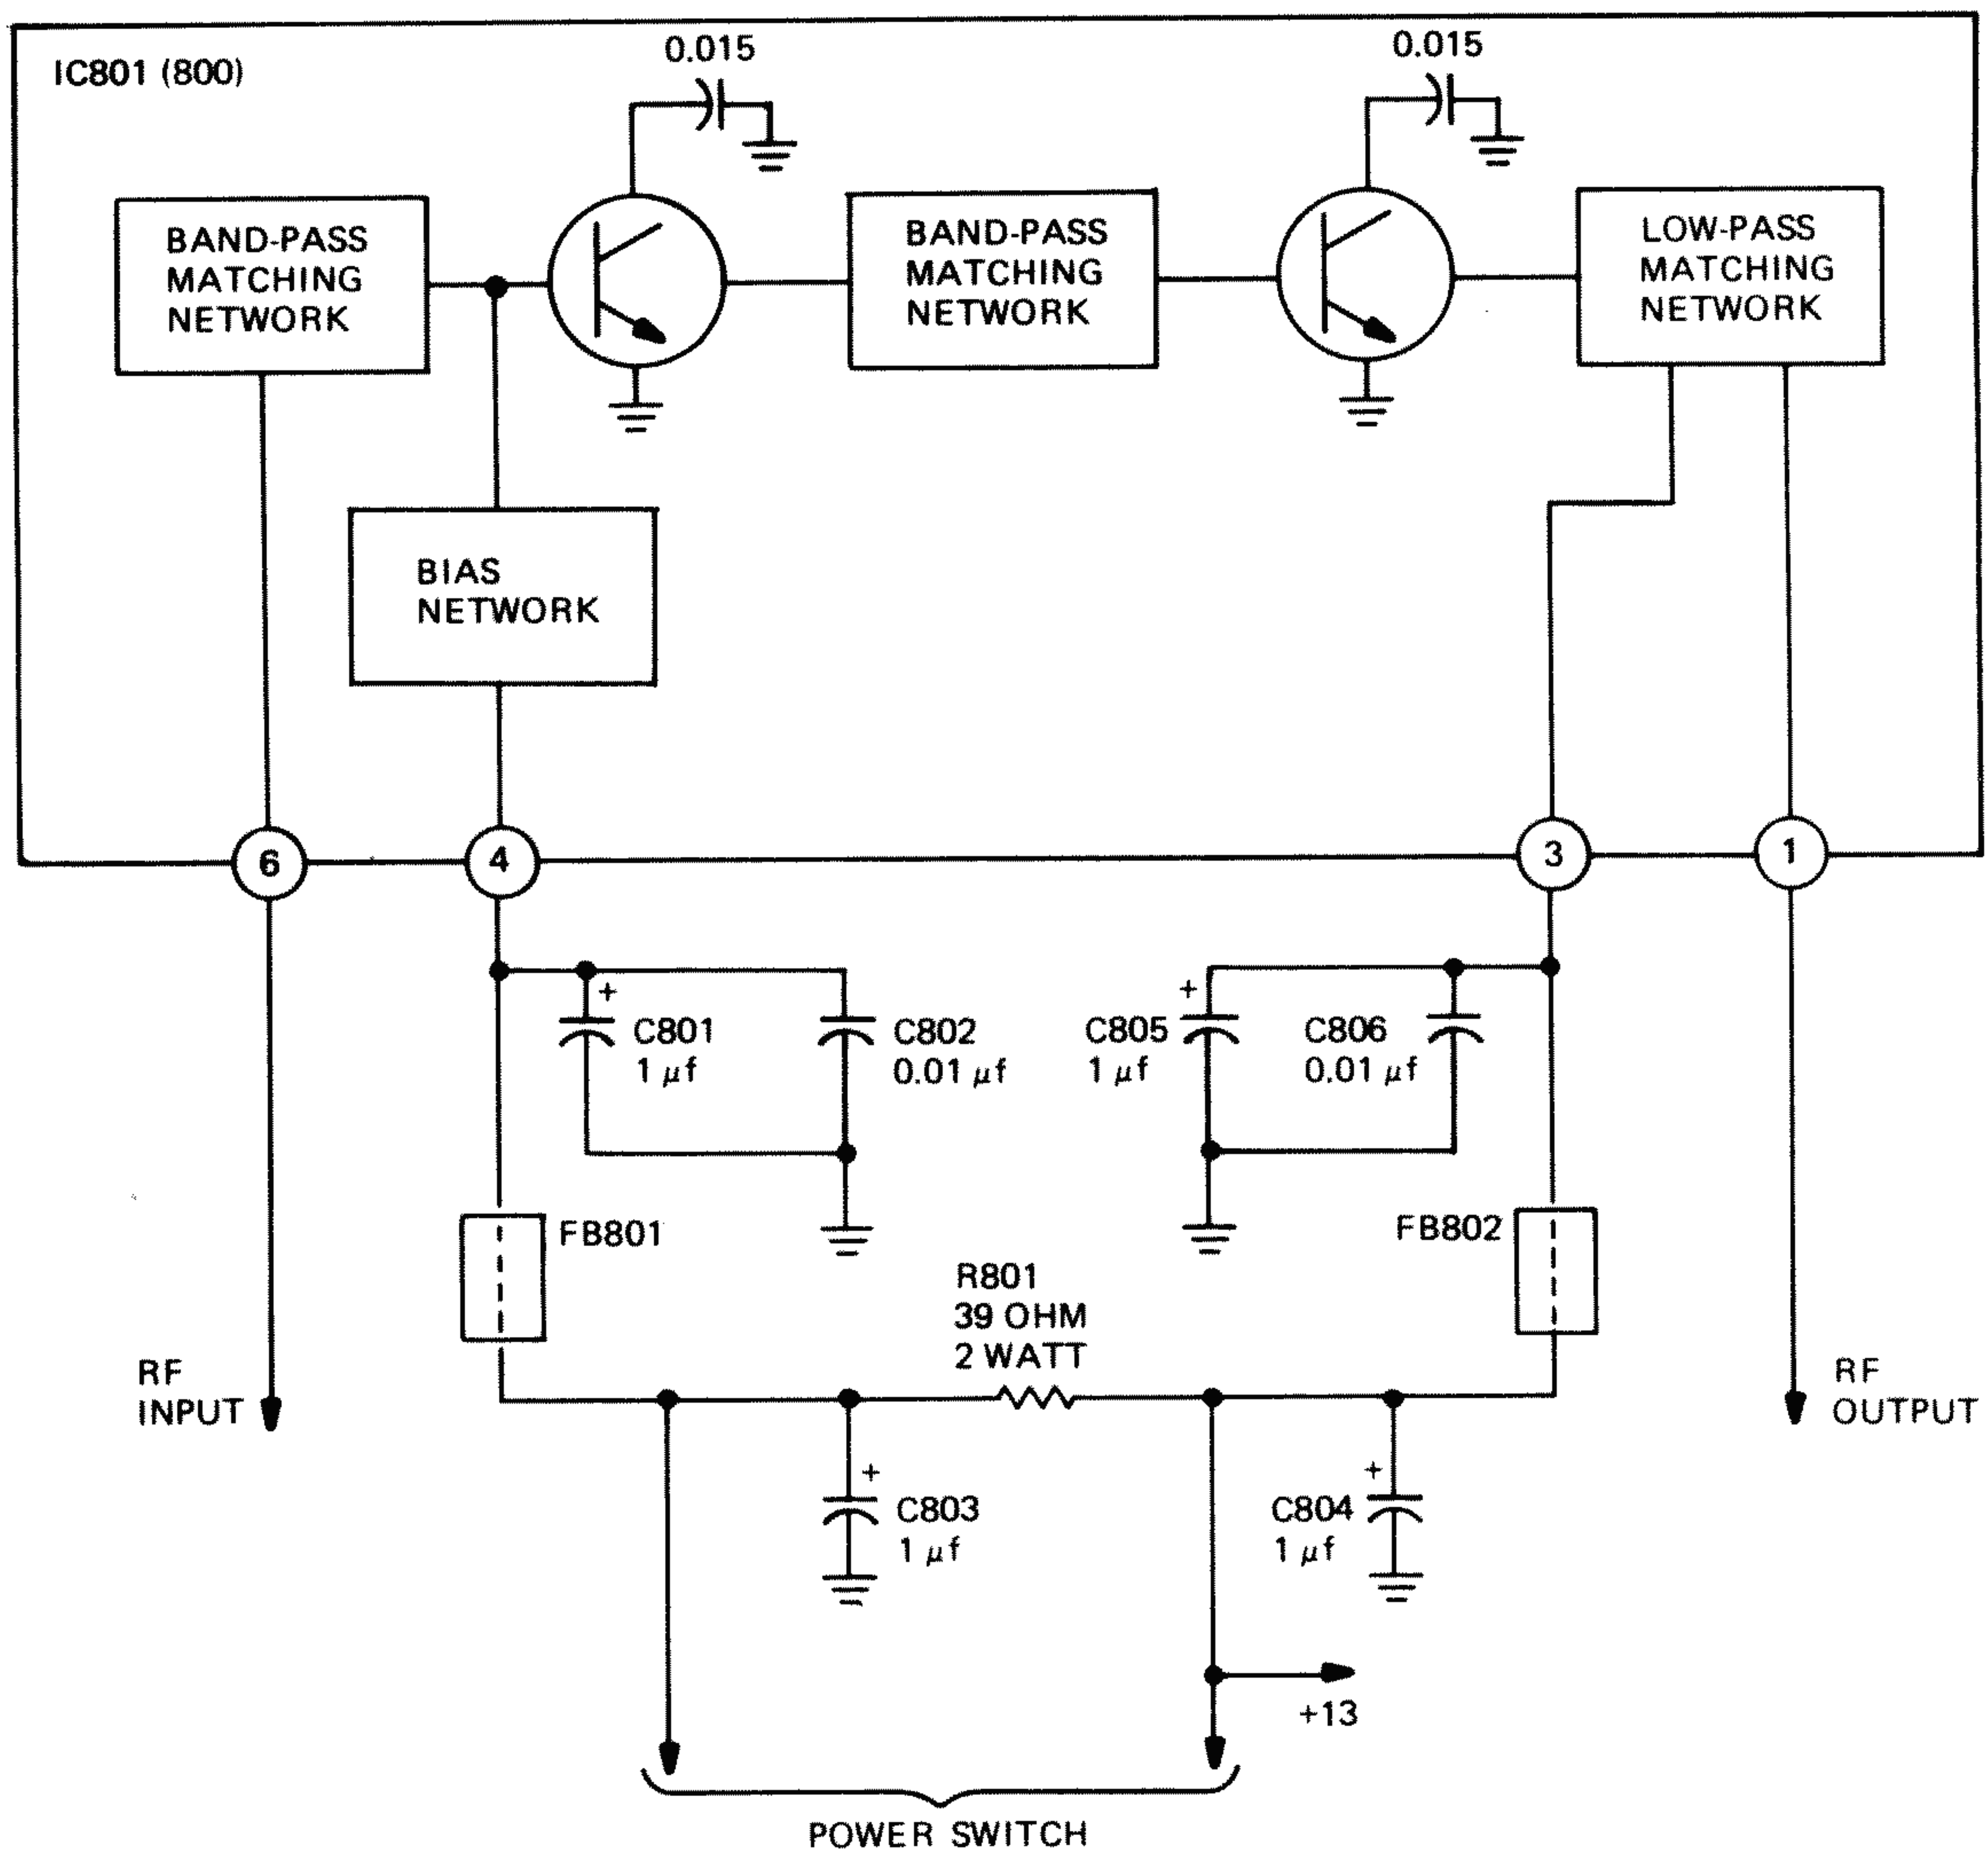 IC801 (800)
0.015
0.015
BAND-PASS
MATCHING
NETWORK
BAND-PASS
MATCHING
NETWORK
LOW-PASS
MATCHING
NETWORK
BIAS
NETWORK
6
4
3
1
+
C801
1 μf
C802
0.01 μf
+
C805
1 μf
C806
0.01 μf
FB801
FB802
R801
39 OHM
2 WATT
RF
INPUT
RF
OUTPUT
+
C803
1 μf
+
C804
1 μf
+13
POWER SWITCH